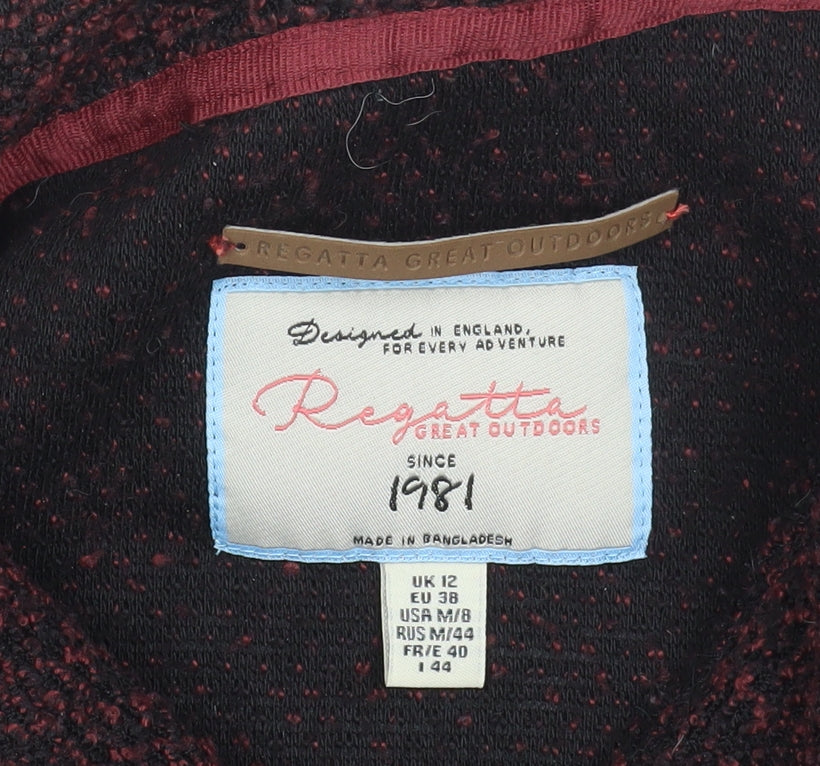 REGATTA GREAT OUTDOORS
Designed IN ENGLAND,
FOR EVERY ADVENTURE
Regatta
GREAT OUTDOORS
SINCE
1981
MADE IN BANGLADESH
UK 12
EU 38
USA M/8
RUS M/44
FR/E 40
I 44